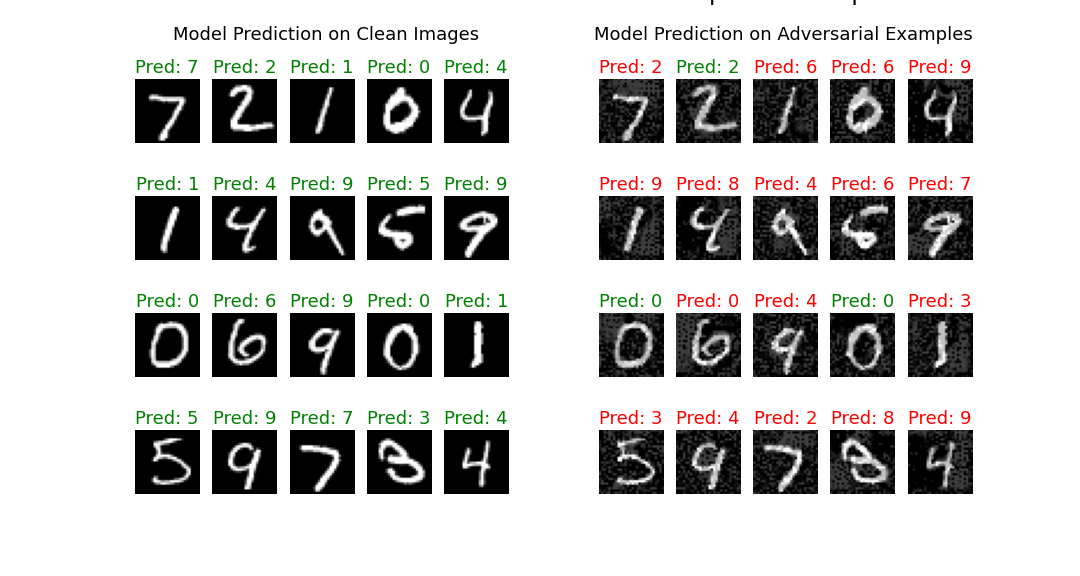 Model Prediction on Clean Images
Pred: 7 Pred: 2 Pred: 1 Pred: 0 Pred: 4
7 2 1 0 4
Pred: 1 Pred: 4 Pred: 9 Pred: 5 Pred: 9
1 4 9 5 9
Pred: 0 Pred: 6 Pred: 9 Pred: 0 Pred: 1
0 6 9 0 1
Pred: 5 Pred: 9 Pred: 7 Pred: 3 Pred: 4
5 9 7 3 4
Model Prediction on Adversarial Examples
Pred: 2 Pred: 2 Pred: 6 Pred: 6 Pred: 9
7 2 1 0 4
Pred: 9 Pred: 8 Pred: 4 Pred: 6 Pred: 7
1 4 9 5 9
Pred: 0 Pred: 0 Pred: 4 Pred: 0 Pred: 3
0 6 9 0 1
Pred: 3 Pred: 4 Pred: 2 Pred: 8 Pred: 9
5 9 7 3 4